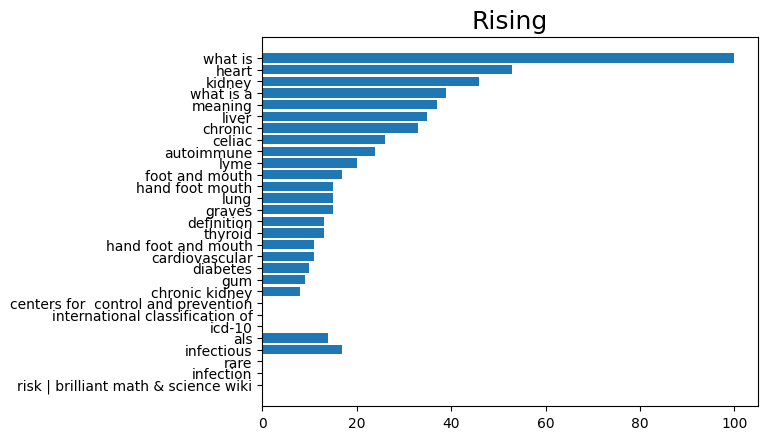 Rising
what is
heart
kidney
what is a
meaning
liver
chronic
celiac
autoimmune
lyme
foot and mouth
hand foot mouth
lung
graves
definition
thyroid
hand foot and mouth
cardiovascular
diabetes
gum
chronic kidney
centers for  control and prevention
international classification of
icd-10
als
infectious
rare
infection
risk | brilliant math & science wiki
0 20 40 60 80 100